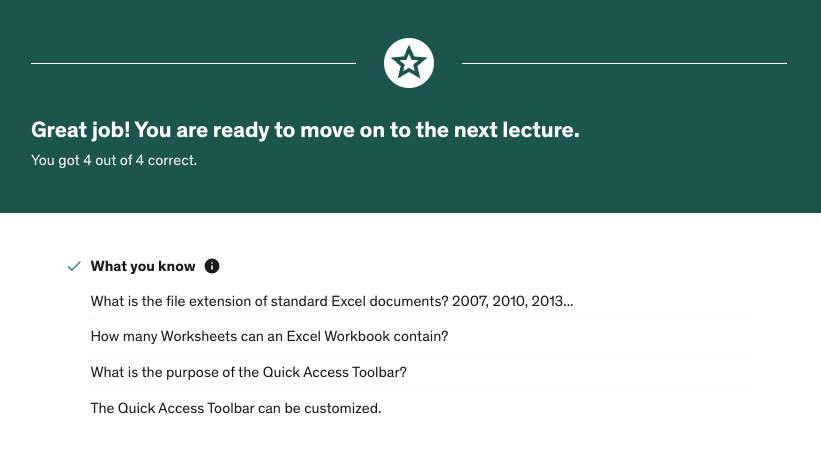 Great job! You are ready to move on to the next lecture.
You got 4 out of 4 correct.
What you know
What is the file extension of standard Excel documents? 2007, 2010, 2013...
How many Worksheets can an Excel Workbook contain?
What is the purpose of the Quick Access Toolbar?
The Quick Access Toolbar can be customized.